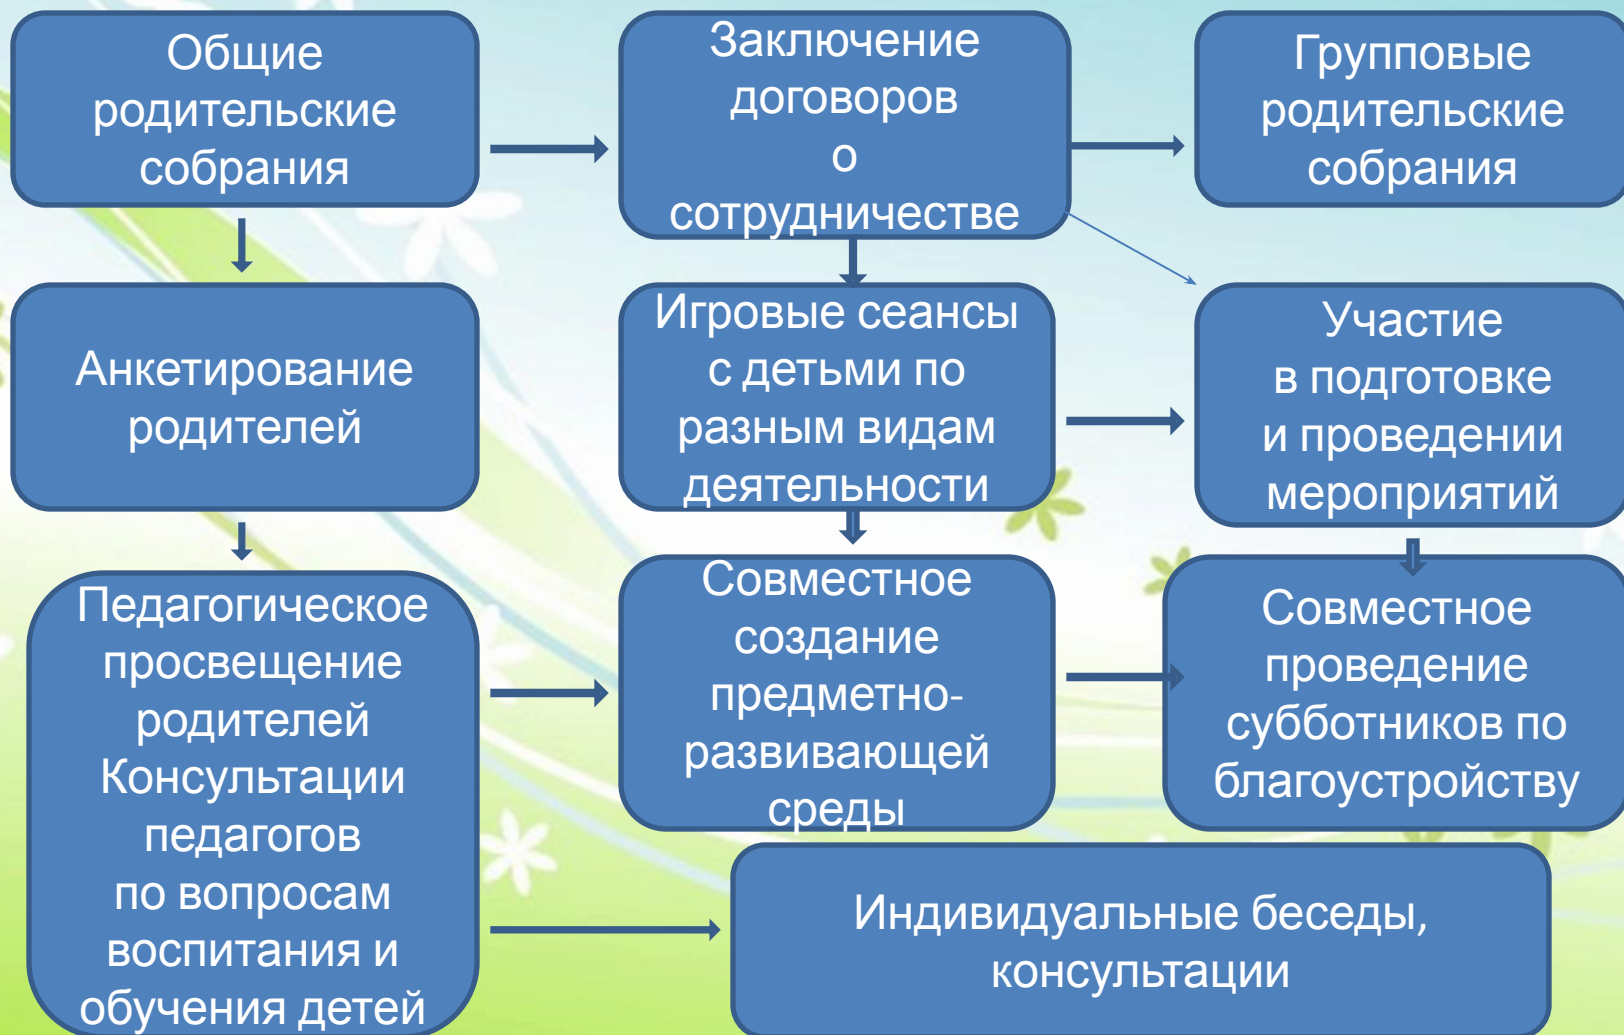 Общие
родительские
собрания
Заключение
договоров
о
сотрудничестве
Групповые
родительские
собрания
Анкетирование
родителей
Игровые сеансы
с детьми по
разным видам
деятельности
Участие
в подготовке
и проведении
мероприятий
Педагогическое
просвещение
родителей
Консультации
педагогов
по вопросам
воспитания и
обучения детей
Совместное
создание
предметно-
развивающей
среды
Совместное
проведение
субботников по
благоустройству
Индивидуальные беседы,
консультации